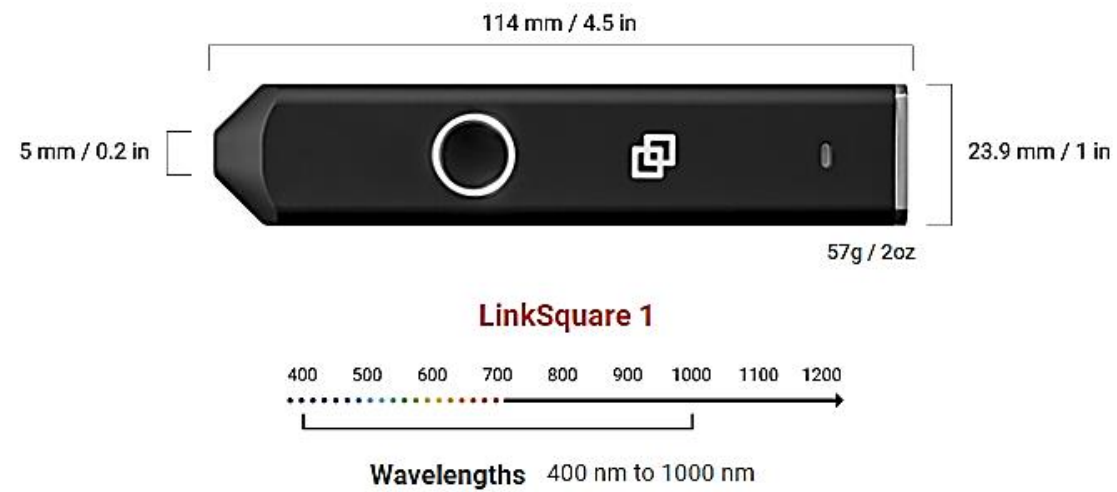 114 mm / 4.5 in
5 mm / 0.2 in
23.9 mm / 1 in
57g / 2oz
LinkSquare 1
400 500 600 700 800 900 1000 1100 1200
Wavelengths 400 nm to 1000 nm